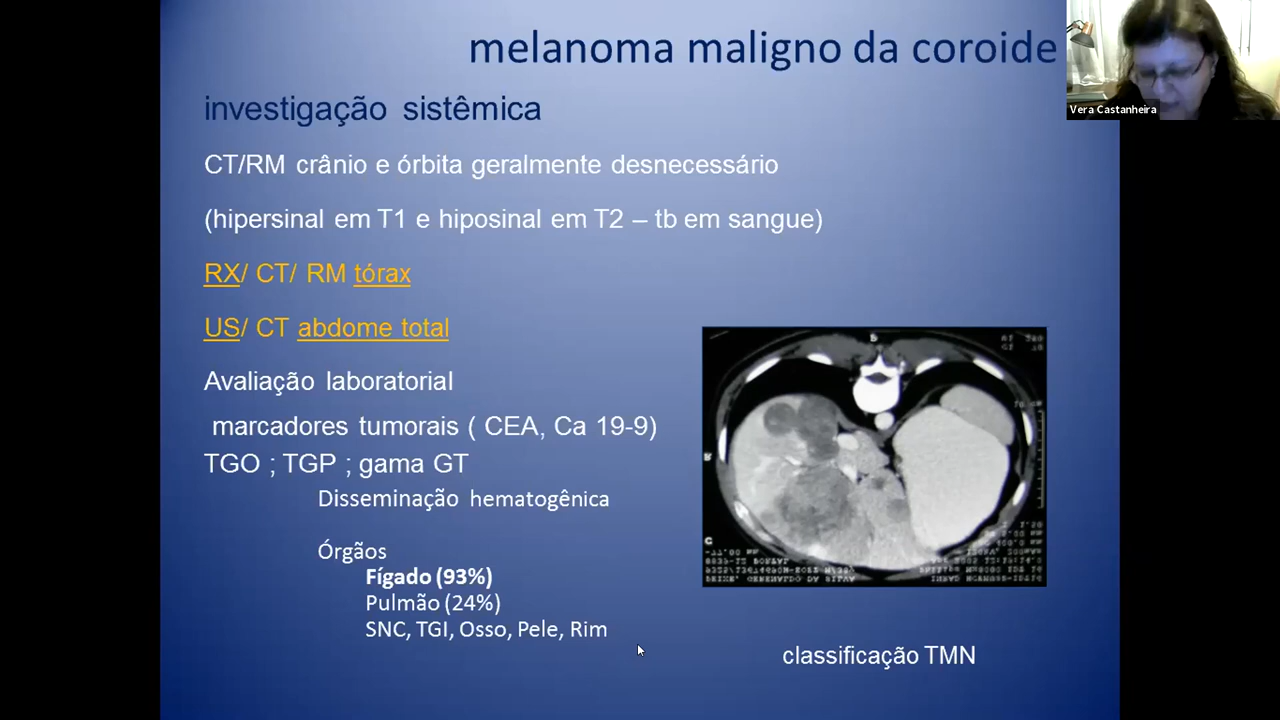 melanoma maligno da coroide
Vera Castanheira
investigação sistêmica
CT/RM crânio e órbita geralmente desnecessário
(hipersinal em T1 e hiposinal em T2 – tb em sangue)
RX/ CT/ RM tórax
US/ CT abdome total
Avaliação laboratorial
marcadores tumorais ( CEA, Ca 19-9)
TGO ; TGP ; gama GT
Disseminação hematogênica
Órgãos
Fígado (93%)
Pulmão (24%)
SNC, TGI, Osso, Pele, Rim
classificação TMN